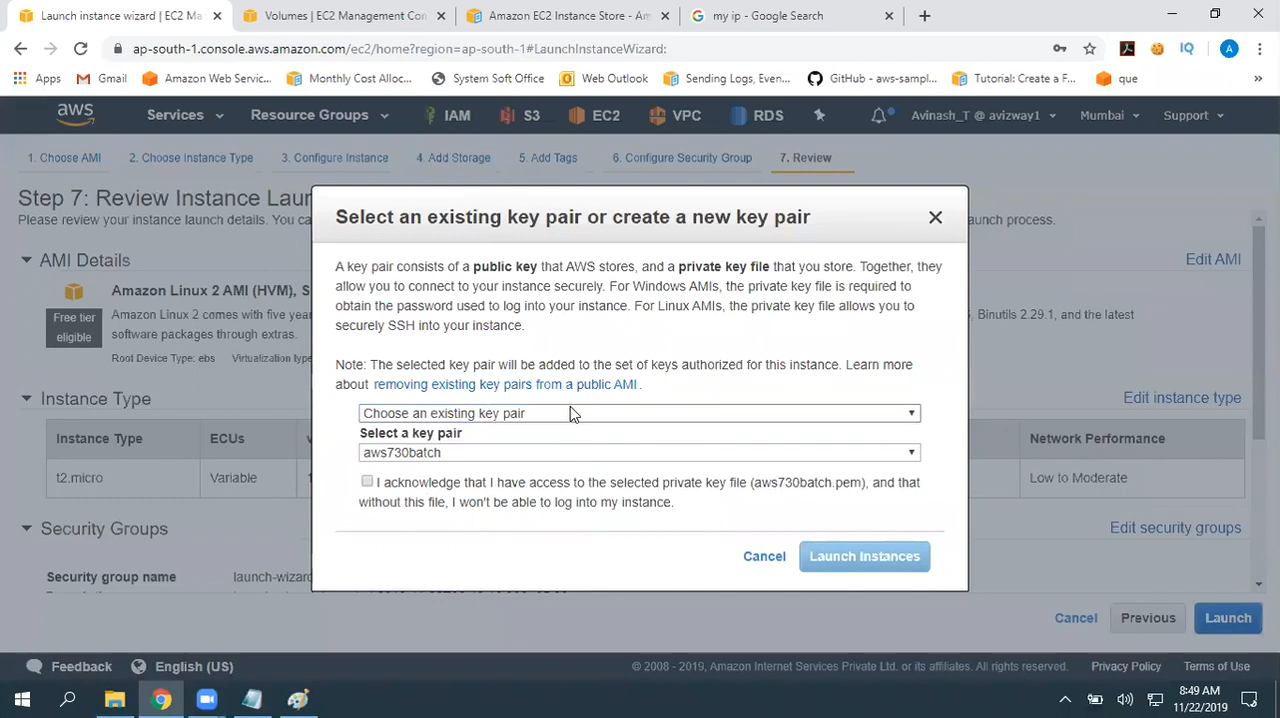 Launch instance wizard | EC2 Ma
Volumes | EC2 Management Con
Amazon EC2 Instance Store - Am
my ip - Google Search
ap-south-1.console.aws.amazon.com/ec2/home?region=ap-south-1#LaunchInstanceWizard:
A
Apps
Gmail
Amazon Web Servic...
Monthly Cost Alloc...
System Soft Office
Web Outlook
Sending Logs, Even...
GitHub - aws-sampl...
Tutorial: Create a F...
que
aws
Services
Resource Groups
IAM
S3
EC2
VPC
RDS
Avinash_T @ avizway1
Mumbai
Support
1. Choose AMI
2. Choose Instance Type
3. Configure Instance
4. Add Storage
5. Add Tags
6. Configure Security Group
7. Review
Step 7: Review Instance Laun
Please review your instance launch details. You ca
aunch process.
AMI Details
Edit AMI
Amazon Linux 2 AMI (HVM), S
Free tier
eligible
Amazon Linux 2 comes with five year
Binutils 2.29.1, and the latest
software packages through extras.
Root Device Type: ebs
Virtualization type
Instance Type
Edit instance type
Instance Type
ECUs
Network Performance
t2.micro
Variable
Low to Moderate
Security Groups
Edit security groups
Security group name
launch-wizard
Select an existing key pair or create a new key pair
A key pair consists of a public key that AWS stores, and a private key file that you store. Together, they
allow you to connect to your instance securely. For Windows AMIs, the private key file is required to
obtain the password used to log into your instance. For Linux AMIs, the private key file allows you to
securely SSH into your instance.
Note: The selected key pair will be added to the set of keys authorized for this instance. Learn more
about removing existing key pairs from a public AMI .
Choose an existing key pair
Select a key pair
aws730batch
I acknowledge that I have access to the selected private key file (aws730batch.pem), and that
without this file, I won't be able to log into my instance.
Cancel
Launch Instances
Cancel
Previous
Launch
Feedback
English (US)
© 2008 - 2019, Amazon Internet Services Private Ltd. or its affiliates. All rights reserved.
Privacy Policy
Terms of Use
8:49 AM
11/22/2019